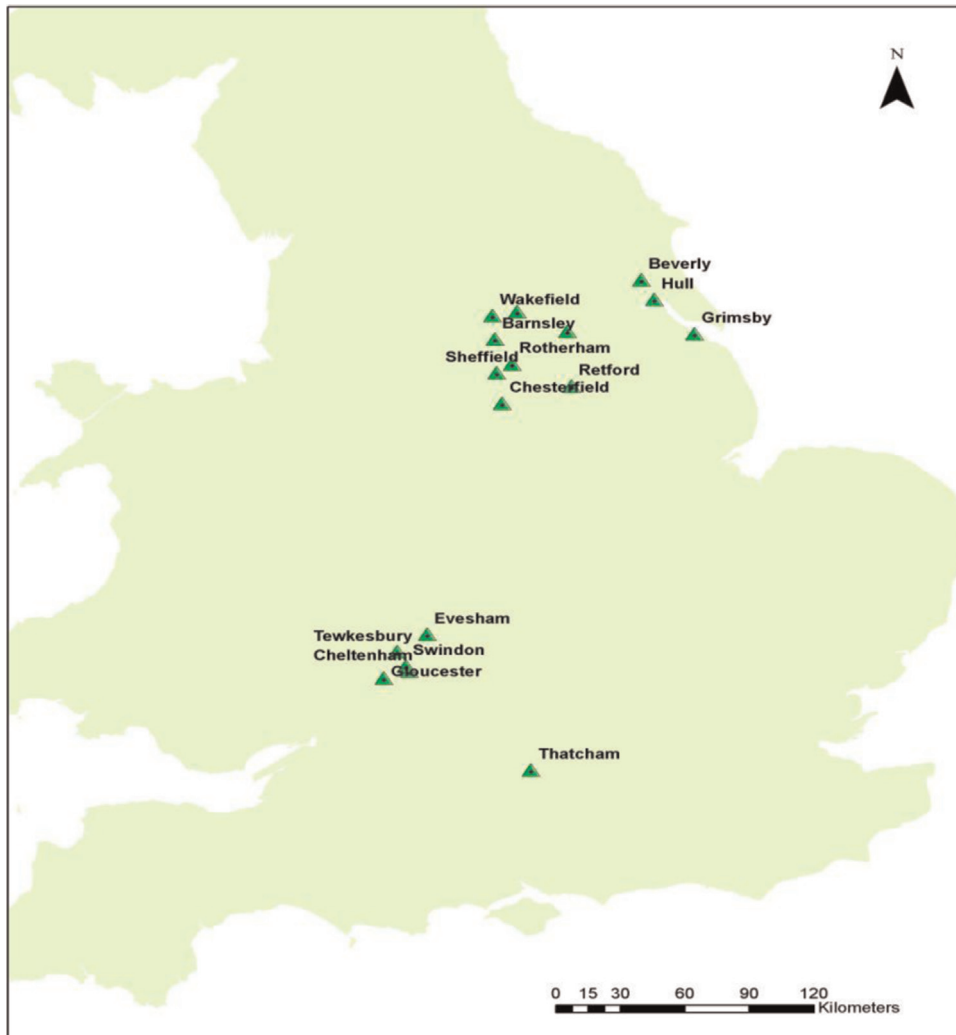 N
Beverly
Hull
Wakefield
Grimsby
Barnsley
Rotherham
Sheffield
Retford
Chesterfield
Evesham
Tewkesbury
Swindon
Cheltenham
Gloucester
Thatcham
0 15 30 60 90 120
Kilometers